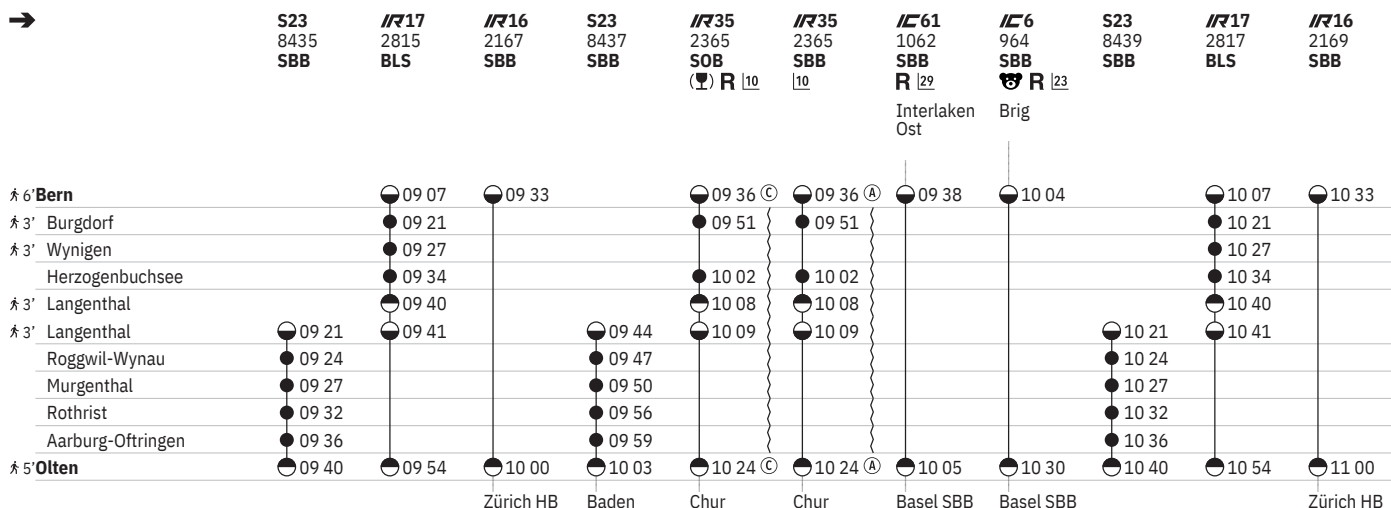 S23 IR17 IR16 S23 IR35 IR35 IC61 IC6 S23 IR17 IR16
8435 2815 2167 8437 2365 2365 1062 964 8439 2817 2169
SBB BLS SBB SBB SOB SBB SBB SBB SBB BLS SBB
R 10 10 R 29 R 23
Interlaken Ost Brig
6' Bern 09 07 09 33 09 36 C 09 36 A 09 38 10 04 10 07 10 33
3' Burgdorf 09 21 09 51 09 51 10 21
3' Wynigen 09 27 10 27
Herzogenbuchsee 09 34 10 02 10 02 10 34
3' Langenthal 09 40 10 08 10 08 10 40
3' Langenthal 09 21 09 41 09 44 10 09 10 09 10 21 10 41
Roggwil-Wynau 09 24 09 47 10 24
Murgenthal 09 27 09 50 10 27
Rothrist 09 32 09 56 10 32
Aarburg-Oftringen 09 36 09 59 10 36
5' Olten 09 40 09 54 10 00 10 03 10 24 C 10 24 A 10 05 10 30 10 40 10 54 11 00
Zürich HB Baden Chur Chur Basel SBB Basel SBB Zürich HB